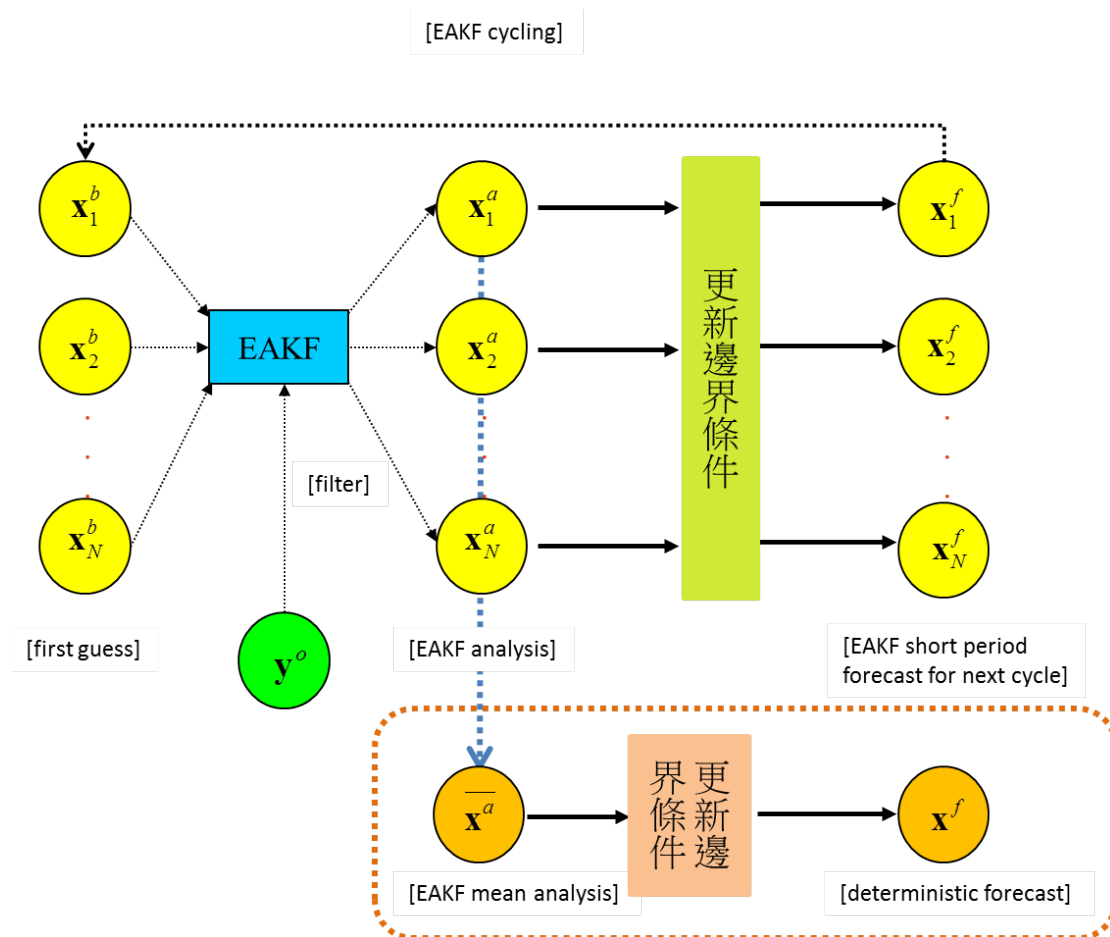 [EAKF cycling]
x₁ᵇ
x₁ᵃ
x₁ᶠ
x₂ᵇ
EAKF
x₂ᵃ
更新邊界條件
x₂ᶠ
[filter]
x_Nᵇ
x_Nᵃ
x_Nᶠ
[first guess]
yᵒ
[EAKF analysis]
[EAKF short period
forecast for next cycle]
x̅ᵃ
更新邊
界條件
xᶠ
[EAKF mean analysis]
[deterministic forecast]